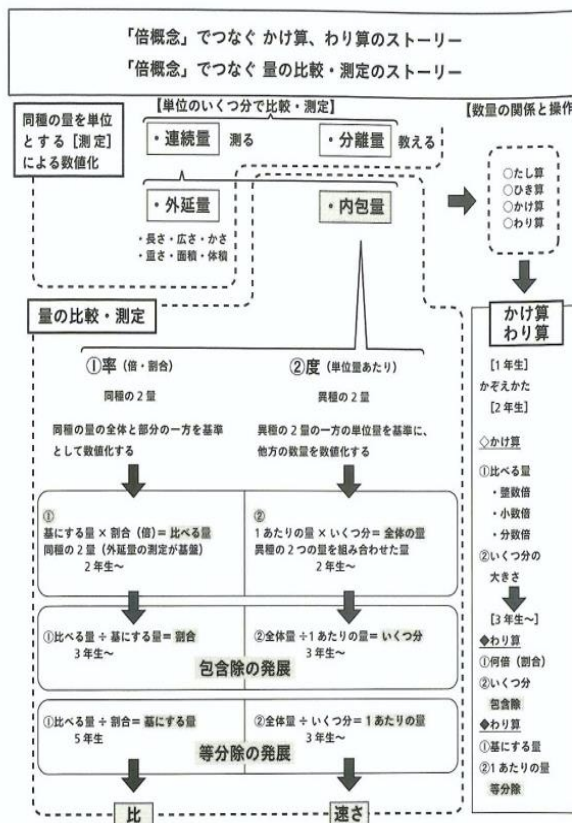 「倍概念」でつなぐ かけ算、わり算のストーリー
「倍概念」でつなぐ 量の比較・測定のストーリー
【単位のいくつ分で比較・測定】
【数量の関係と操作
同種の量を単位
とする［測定］
による数値化
・連続量 測る
・分離量 教える
・外延量
・内包量
・長さ・広さ・かさ
・重さ・面積・体積
○たし算
○ひき算
○かけ算
○わり算
量の比較・測定
①率（倍・割合）
同種の2量
同種の量の全体と部分の一方を基準
として数値化する
②度（単位量あたり）
異種の2量
異種の2量の一方の単位量を基準に、
他方の数量を数値化する
①
基にする量×割合（倍）＝比べる量
同種の2量（外延量の測定が基盤）
2年生～
②
1あたりの量×いくつ分＝全体の量
異種の2つの量を組み合わせた量
2年生～
①比べる量÷基にする量＝割合
3年生～
②全体量÷1あたりの量＝いくつ分
3年生～
包含除の発展
①比べる量÷割合＝基にする量
5年生
②全体量÷いくつ分＝1あたりの量
3年生～
等分除の発展
比
速さ
かけ算
わり算
［1年生］
かぞえかた
［2年生］
◇かけ算
①比べる量
・整数倍
・小数倍
・分数倍
②いくつ分の
大きさ
［3年生～］
◆わり算
①何倍（割合）
②いくつ分
包含除
◆わり算
①基にする量
②1あたりの量
等分除